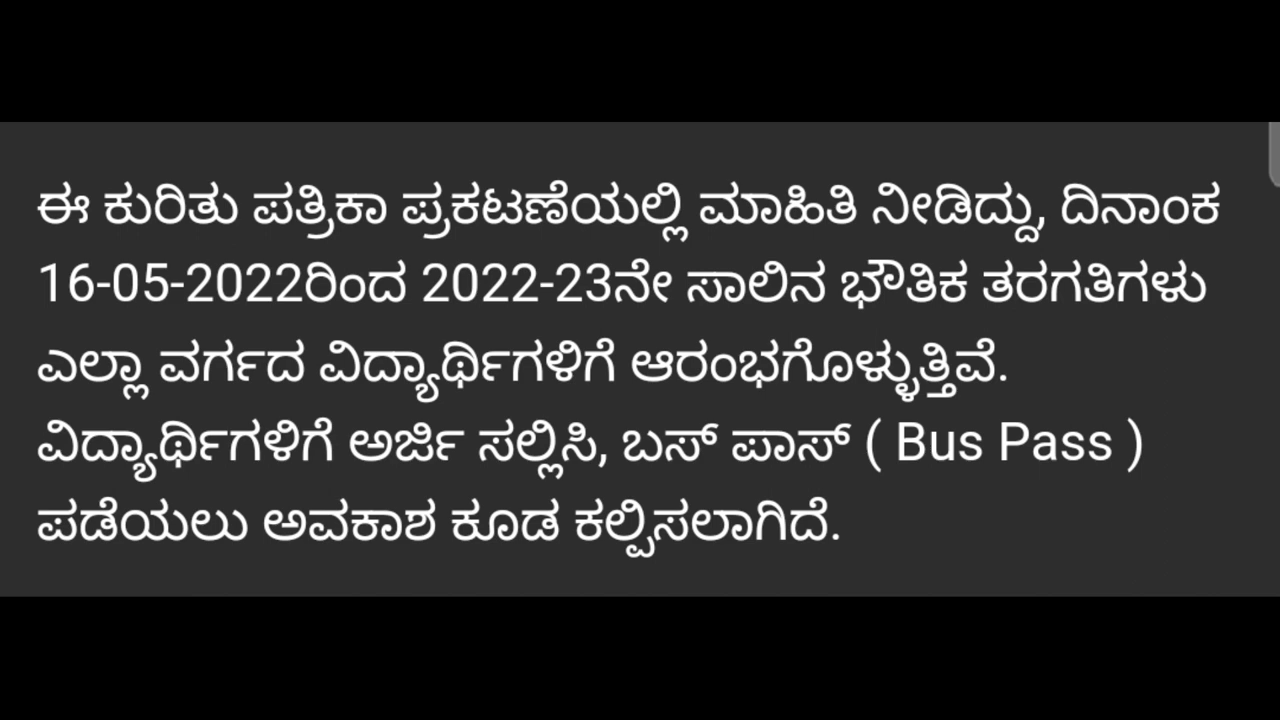 ಈ ಕುರಿತು ಪತ್ರಿಕಾ ಪ್ರಕಟಣೆಯಲ್ಲಿ ಮಾಹಿತಿ ನೀಡಿದ್ದು, ದಿನಾಂಕ
16-05-2022ರಿಂದ 2022-23ನೇ ಸಾಲಿನ ಭೌತಿಕ ತರಗತಿಗಳು
ಎಲ್ಲಾ ವರ್ಗದ ವಿದ್ಯಾರ್ಥಿಗಳಿಗೆ ಆರಂಭಗೊಳ್ಳುತ್ತಿವೆ.
ವಿದ್ಯಾರ್ಥಿಗಳಿಗೆ ಅರ್ಜಿ ಸಲ್ಲಿಸಿ, ಬಸ್ ಪಾಸ್ ( Bus Pass )
ಪಡೆಯಲು ಅವಕಾಶ ಕೂಡ ಕಲ್ಪಿಸಲಾಗಿದೆ.